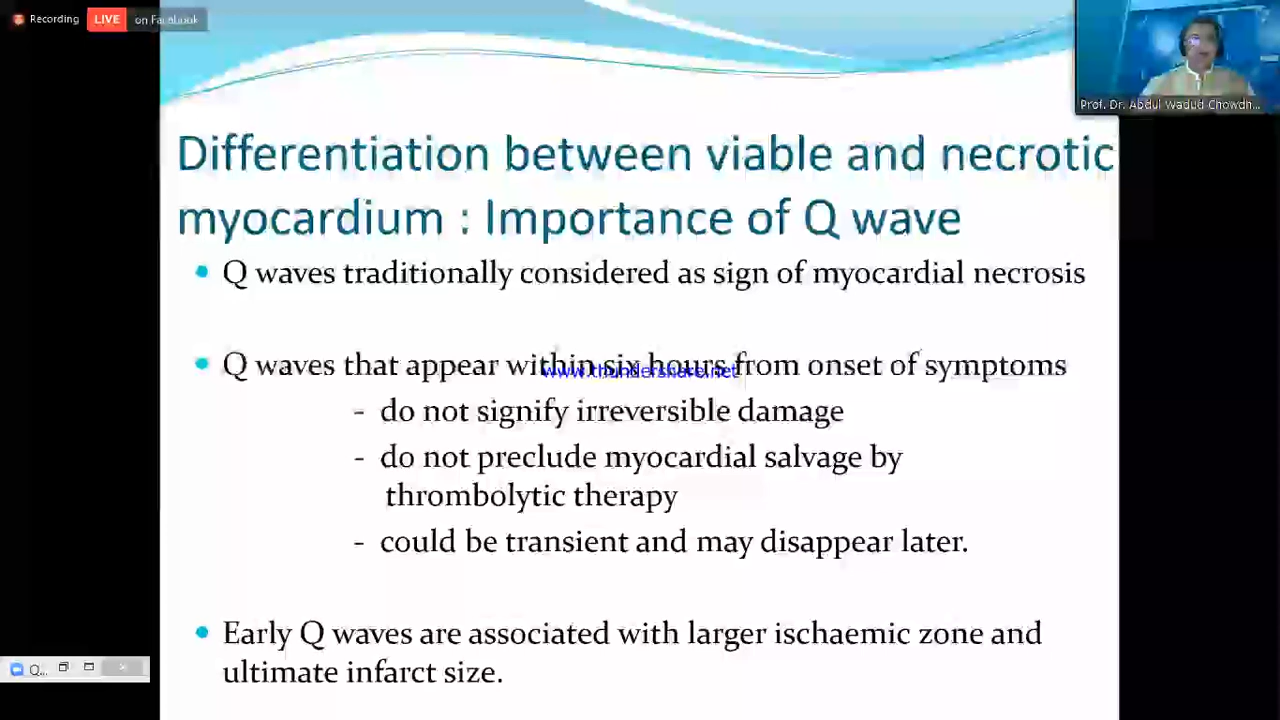 Recording
LIVE
on Facebook
Prof. Dr. Abdul Wadud Chowdh...
Differentiation between viable and necrotic
myocardium : Importance of Q wave
• Q waves traditionally considered as sign of myocardial necrosis
• Q waves that appear within six hours from onset of symptoms
www.thundershare.net
- do not signify irreversible damage
- do not preclude myocardial salvage by
thrombolytic therapy
- could be transient and may disappear later.
• Early Q waves are associated with larger ischaemic zone and
ultimate infarct size.
Q...